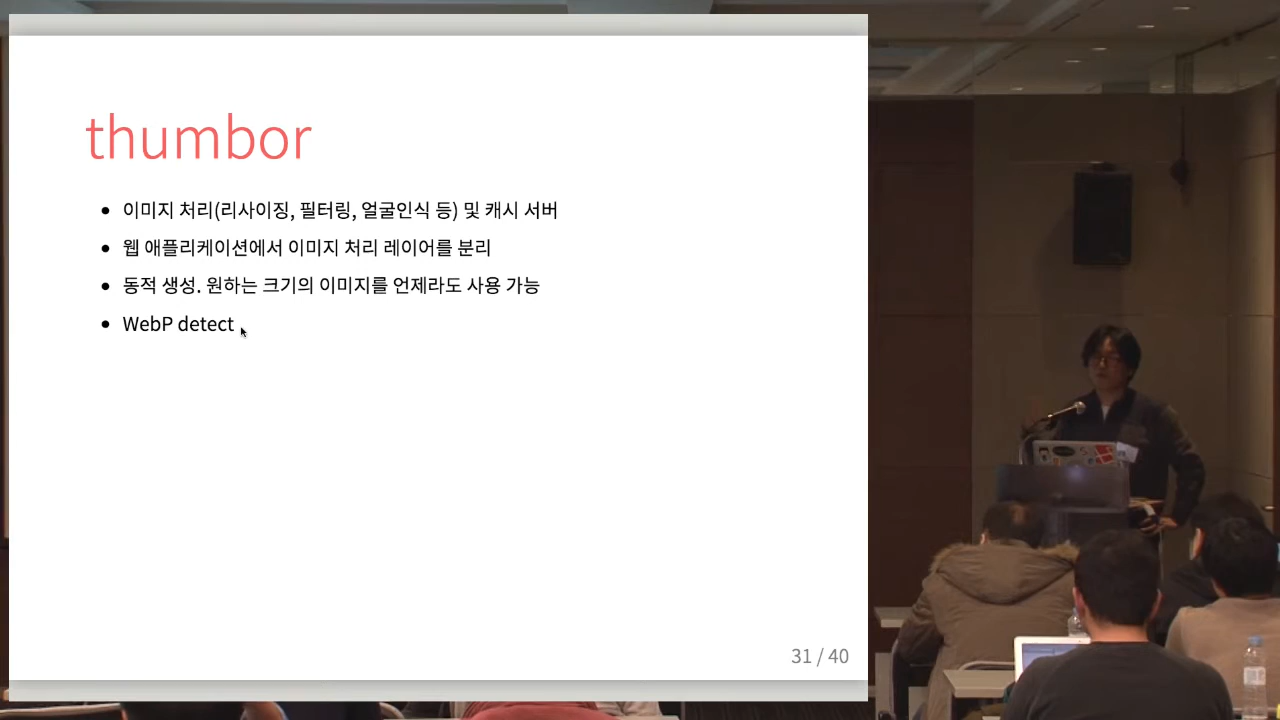 thumbor
이미지 처리(리사이징, 필터링, 얼굴인식 등) 및 캐시 서버
웹 애플리케이션에서 이미지 처리 레이어를 분리
동적 생성. 원하는 크기의 이미지를 언제라도 사용 가능
WebP detect
31 / 40